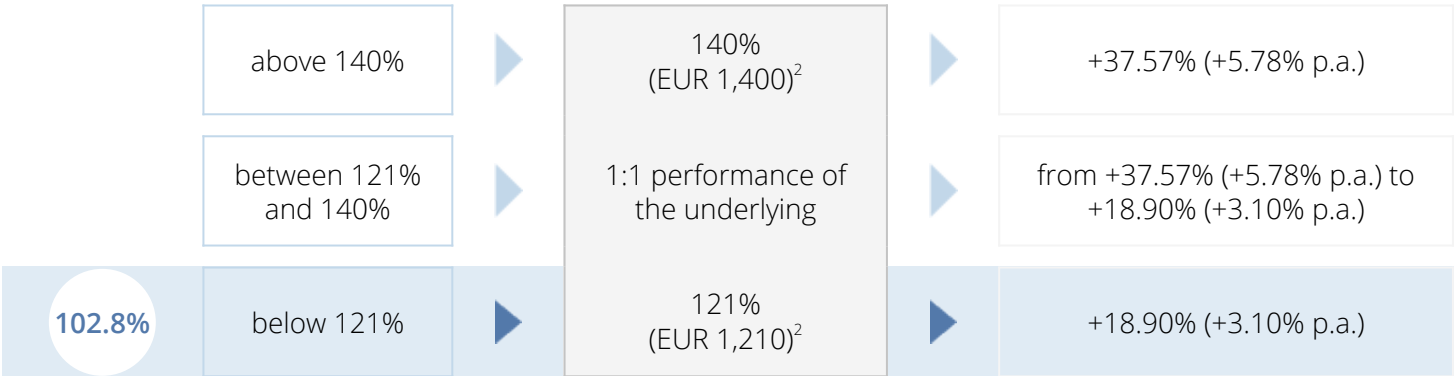 above 140%
140%
(EUR 1,400)²
+37.57% (+5.78% p.a.)
between 121%
and 140%
1:1 performance of
the underlying
from +37.57% (+5.78% p.a.) to
+18.90% (+3.10% p.a.)
102.8%
below 121%
121%
(EUR 1,210)²
+18.90% (+3.10% p.a.)